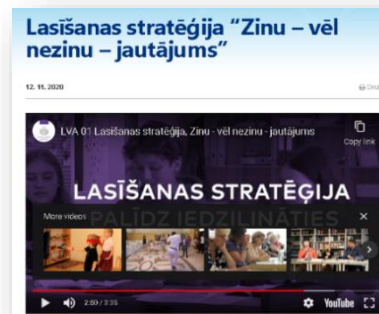 Lasīšanas stratēģija “Zinu – vēl
nezinu – jautājums”
12. 11. 2020
LVA 01 Lasīšanas stratēģija, Zinu - vēl nezinu - jautājums
Copy link
LASĪŠANAS STRATĒĢIJA
PALĪDZ IEDZIĻINĀTIES
More videos
2:50 / 3:35
YouTube